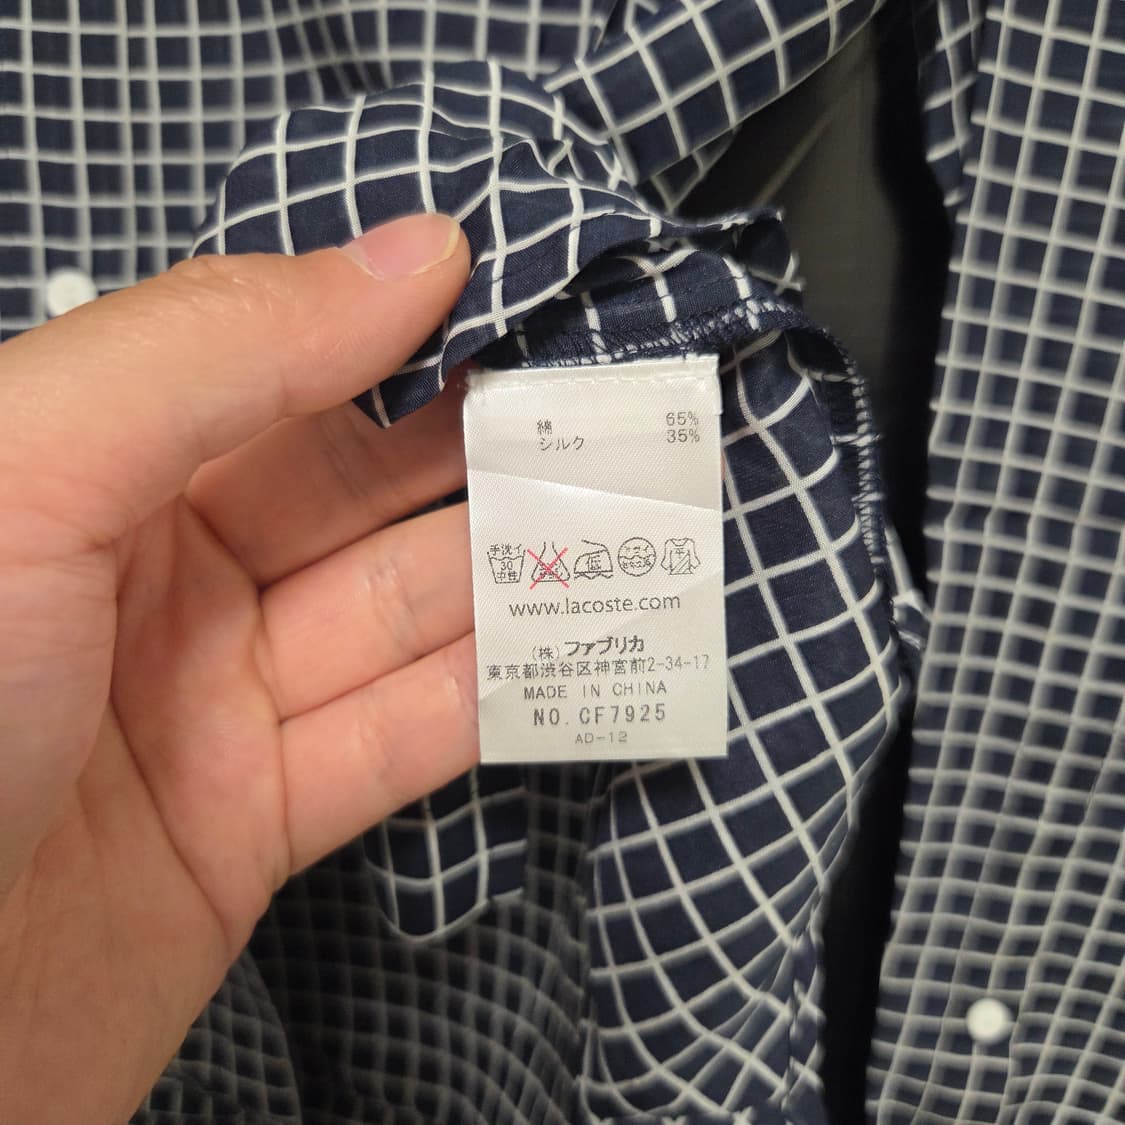 綿 65%
シルク 35%
手洗イ 30 中性 低 平
www.lacoste.com
(株)ファブリカ
東京都渋谷区神宮前2-34-17
MADE IN CHINA
NO.CF7925
AD-12